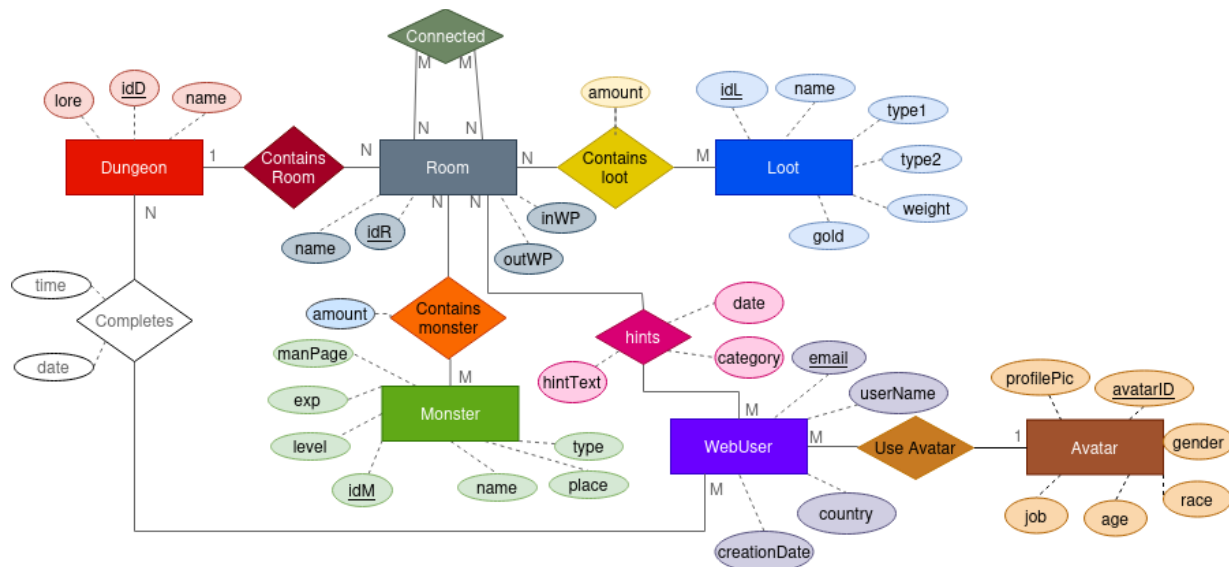 Connected
M M
lore
idD
name
amount
idL
name
type1
type2
weight
gold
Dungeon
1
Contains
Room
N
N N
Room
N
Contains
loot
M
Loot
N
N N
name
idR
inWP
outWP
time
Completes
date
amount
Contains
monster
hints
date
category
hintText
manPage
exp
level
M
Monster
idM
name
type
place
email
userName
M
WebUser
M
M
country
creationDate
Use Avatar
1
profilePic
avatarID
Avatar
gender
race
job
age